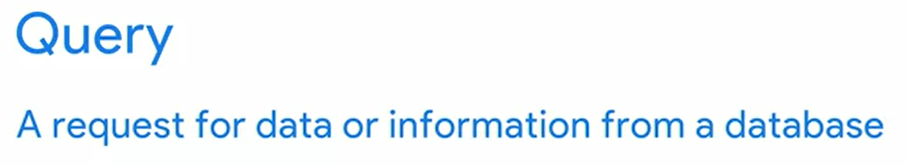 Query
A request for data or information from a database